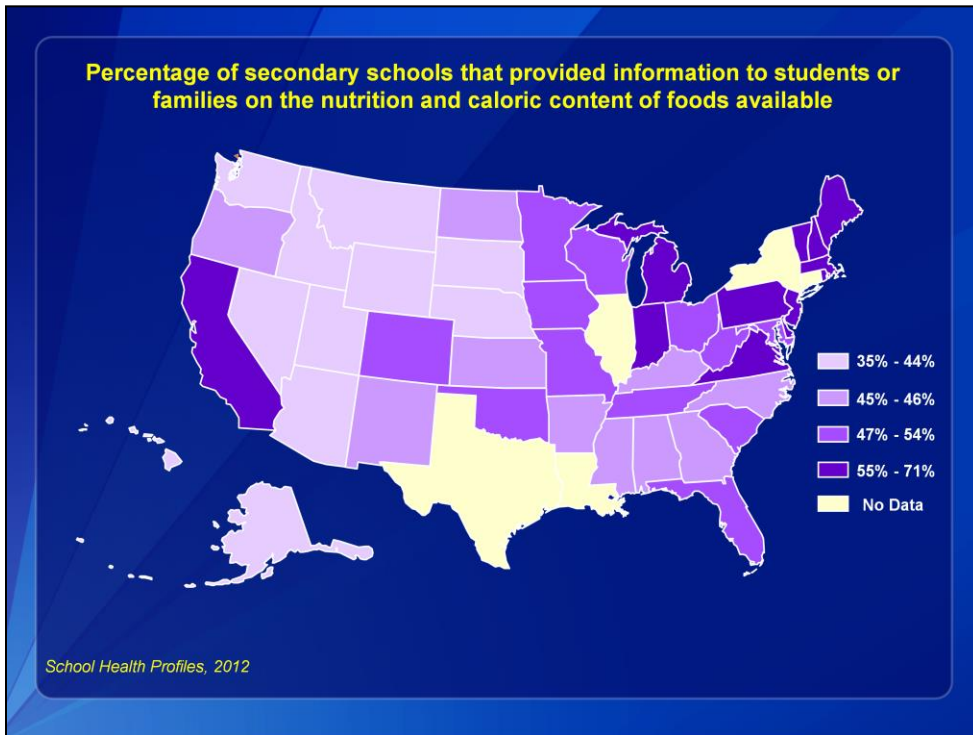 Percentage of secondary schools that provided information to students or
families on the nutrition and caloric content of foods available
35% - 44%
45% - 46%
47% - 54%
55% - 71%
No Data
School Health Profiles, 2012